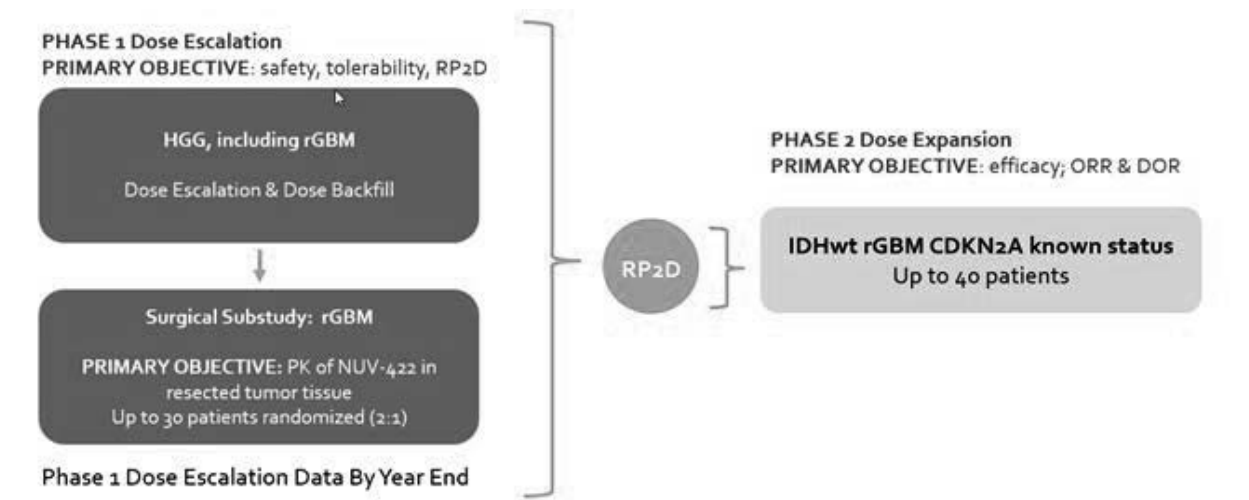 PHASE 1 Dose Escalation
PRIMARY OBJECTIVE: safety, tolerability, RP2D
HGG, including rGBM
Dose Escalation & Dose Backfill
Surgical Substudy: rGBM
PRIMARY OBJECTIVE: PK of NUV-422 in
resected tumor tissue
Up to 30 patients randomized (2:1)
Phase 1 Dose Escalation Data By Year End
RP2D
PHASE 2 Dose Expansion
PRIMARY OBJECTIVE: efficacy; ORR & DOR
IDHwt rGBM CDKN2A known status
Up to 40 patients